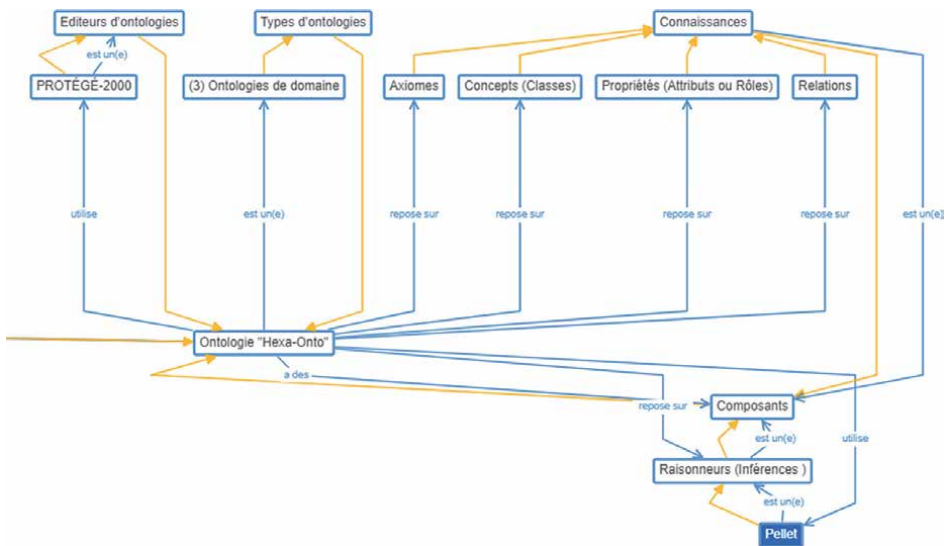 Editeurs d'ontologies
Types d'ontologies
Connaissances
est un(e)
PROTÉGÉ-2000
(3) Ontologies de domaine
Axiomes
Concepts (Classes)
Propriétés (Attributs ou Rôles)
Relations
utilise
est un(e)
repose sur
repose sur
repose sur
repose sur
est un(e)
Ontologie "Hexa-Onto"
a des
repose sur
Composants
est un(e)
utilise
Raisonneurs (Inférences )
est un(e)
Pellet